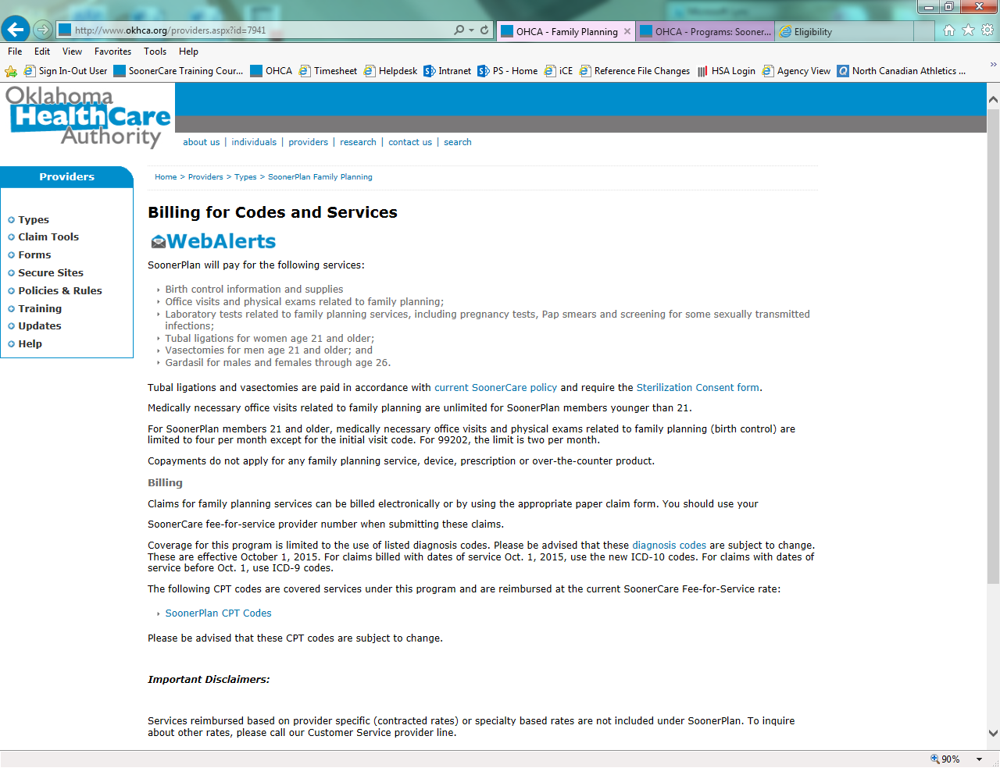 http://www.okhca.org/providers.aspx?id=7941
OHCA - Family Planning
OHCA - Programs: Sooner...
Eligibility
File Edit View Favorites Tools Help
Sign In-Out User SoonerCare Training Cour... OHCA Timesheet Helpdesk Intranet PS - Home iCE Reference File Changes HSA Login Agency View North Canadian Athletics ...
Oklahoma
HealthCare
Authority
about us | individuals | providers | research | contact us | search
Providers
Types
Claim Tools
Forms
Secure Sites
Policies & Rules
Training
Updates
Help
Home > Providers > Types > SoonerPlan Family Planning
Billing for Codes and Services
WebAlerts
SoonerPlan will pay for the following services:
Birth control information and supplies
Office visits and physical exams related to family planning;
Laboratory tests related to family planning services, including pregnancy tests, Pap smears and screening for some sexually transmitted
infections;
Tubal ligations for women age 21 and older;
Vasectomies for men age 21 and older; and
Gardasil for males and females through age 26.
Tubal ligations and vasectomies are paid in accordance with current SoonerCare policy and require the Sterilization Consent form.
Medically necessary office visits related to family planning are unlimited for SoonerPlan members younger than 21.
For SoonerPlan members 21 and older, medically necessary office visits and physical exams related to family planning (birth control) are
limited to four per month except for the initial visit code. For 99202, the limit is two per month.
Copayments do not apply for any family planning service, device, prescription or over-the-counter product.
Billing
Claims for family planning services can be billed electronically or by using the appropriate paper claim form. You should use your
SoonerCare fee-for-service provider number when submitting these claims.
Coverage for this program is limited to the use of listed diagnosis codes. Please be advised that these diagnosis codes are subject to change.
These are effective October 1, 2015. For claims billed with dates of service Oct. 1, 2015, use the new ICD-10 codes. For claims with dates of
service before Oct. 1, use ICD-9 codes.
The following CPT codes are covered services under this program and are reimbursed at the current SoonerCare Fee-for-Service rate:
SoonerPlan CPT Codes
Please be advised that these CPT codes are subject to change.
Important Disclaimers:
Services reimbursed based on provider specific (contracted rates) or specialty based rates are not included under SoonerPlan. To inquire
about other rates, please call our Customer Service provider line.
90%